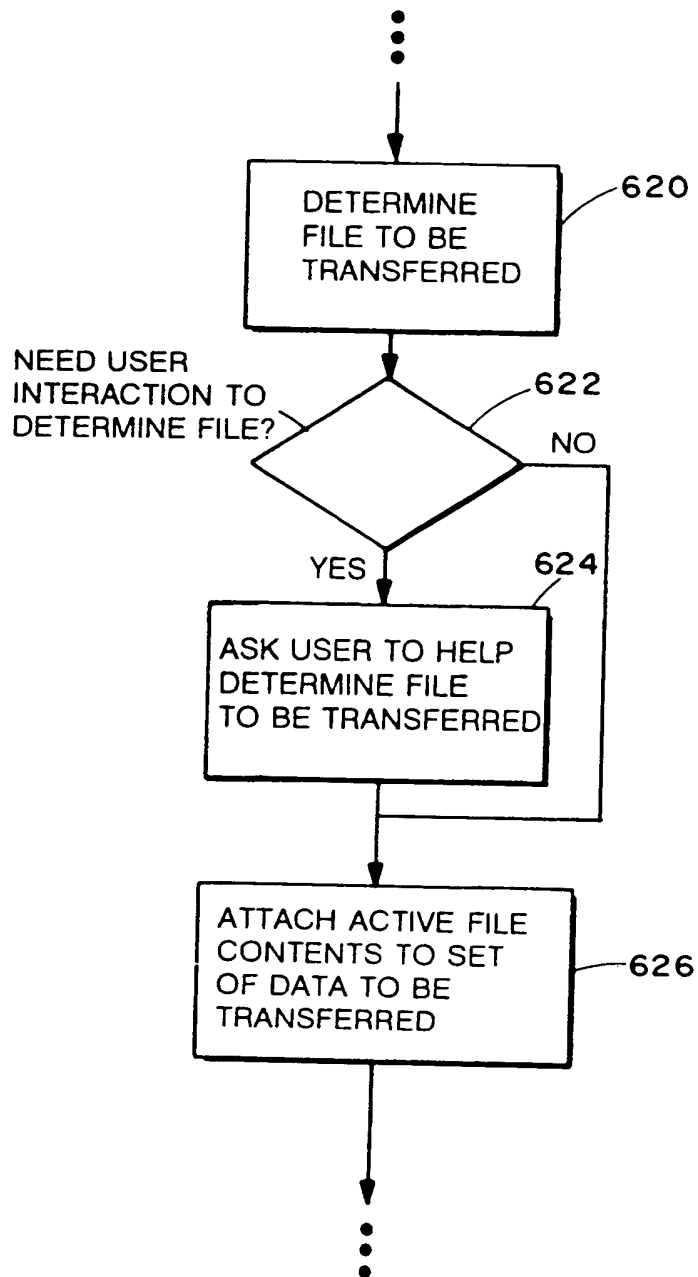 DETERMINE
FILE TO BE
TRANSFERRED
620
NEED USER
INTERACTION TO
DETERMINE FILE?
622
NO
YES
624
ASK USER TO HELP
DETERMINE FILE
TO BE TRANSFERRED
ATTACH ACTIVE FILE
CONTENTS TO SET
OF DATA TO BE
TRANSFERRED
626